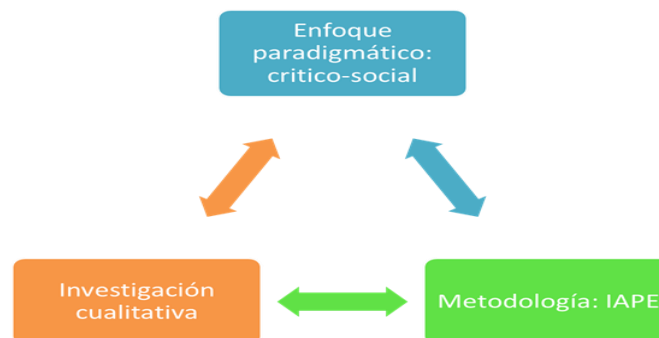 Enfoque
paradigmático:
critico-social
Investigación
cualitativa
Metodología: IAPE